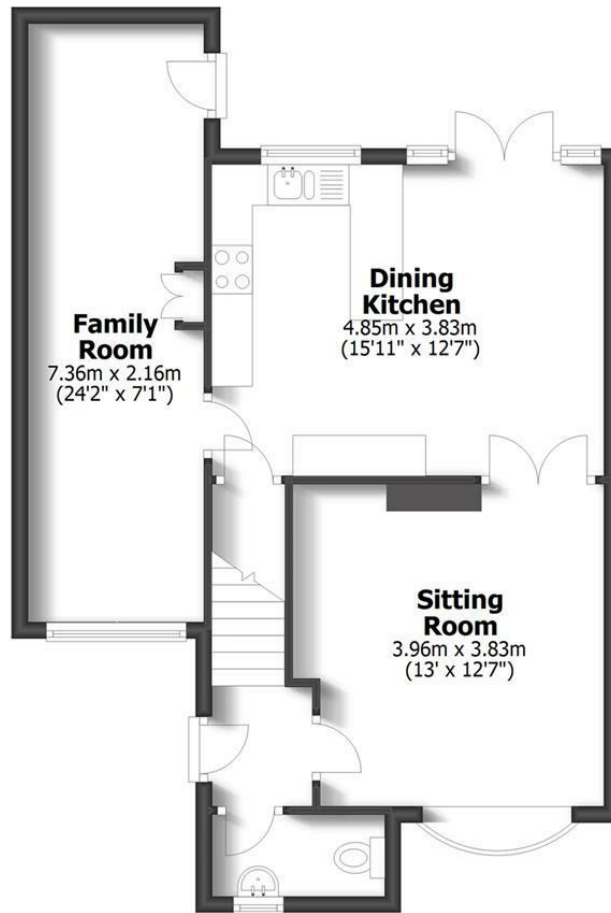 Dining
Kitchen
4.85m x 3.83m
(15'11" x 12'7")
Family
Room
7.36m x 2.16m
(24'2" x 7'1")
Sitting
Room
3.96m x 3.83m
(13' x 12'7")